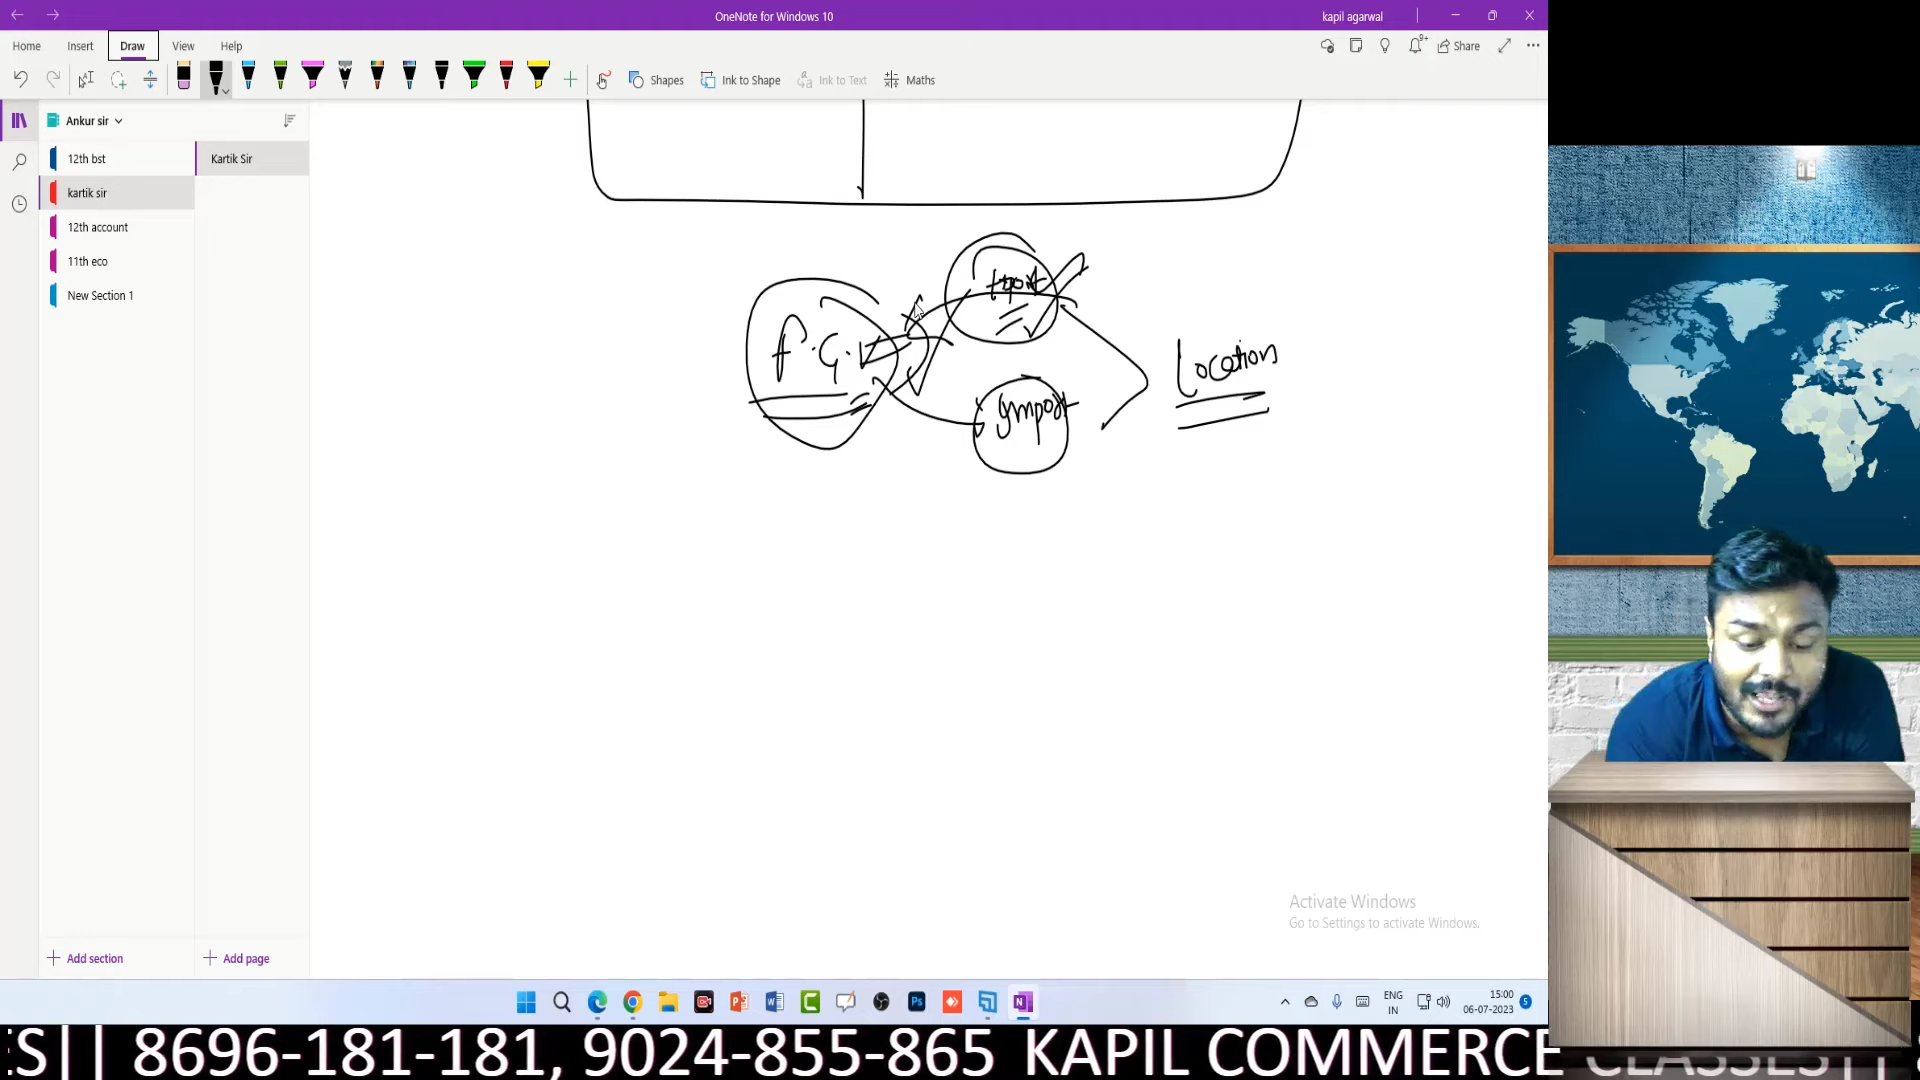 OneNote for Windows 10
kapil agarwal
Home Insert Draw View Help
9+ Share
Shapes Ink to Shape Ink to Text Maths
Ankur sir
12th bst
Kartik Sir
kartik sir
12th account
11th eco
New Section 1
Location
Activate Windows
Go to Settings to activate Windows.
Add section Add page
ENG
IN
15:00
06-07-2023
5
8696-181-181, 9024-855-865 KAPIL COMMERCE CLASSES||